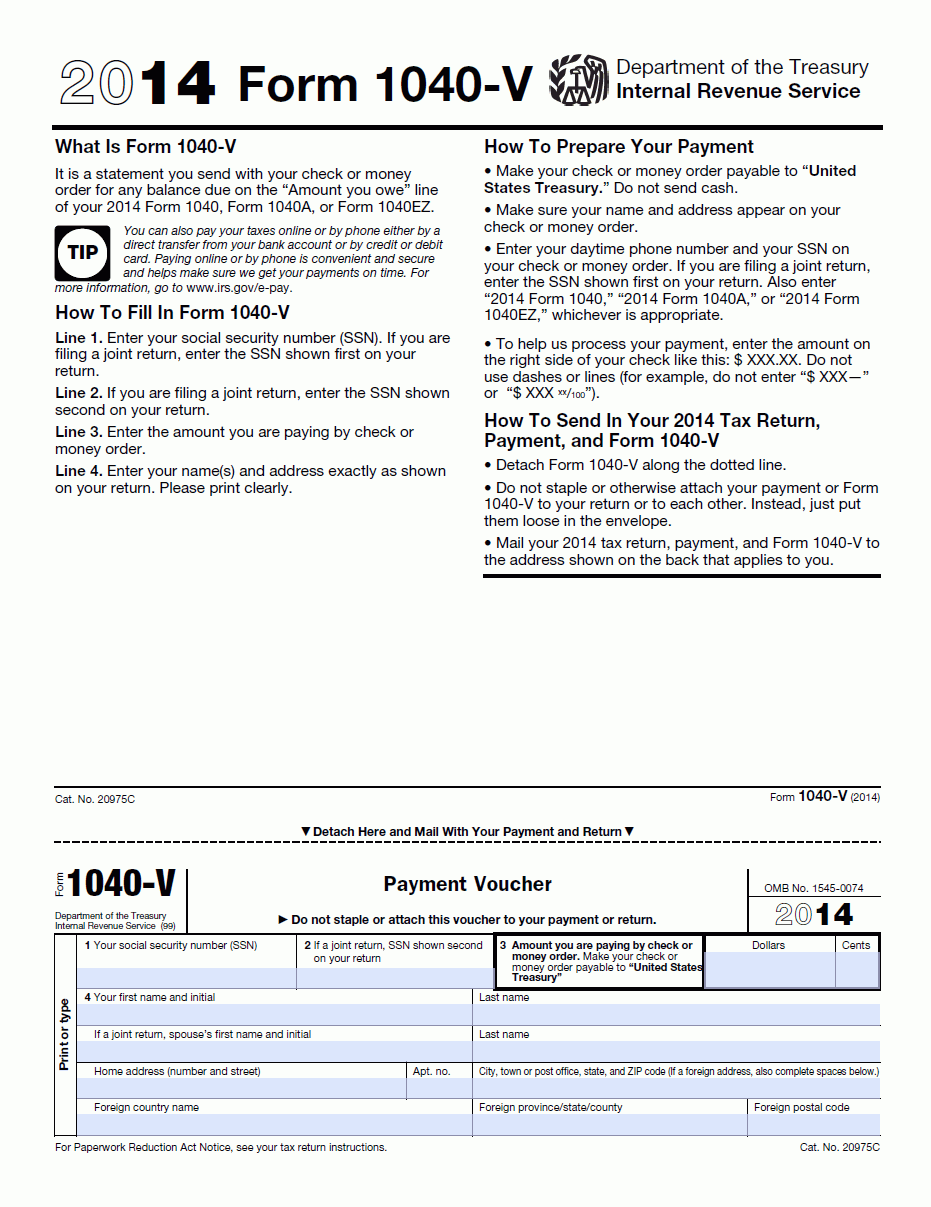 2014 Form 1040-V
Department of the Treasury
Internal Revenue Service
What Is Form 1040-V
It is a statement you send with your check or money
order for any balance due on the “Amount you owe” line
of your 2014 Form 1040, Form 1040A, or Form 1040EZ.
TIP
You can also pay your taxes online or by phone either by a
direct transfer from your bank account or by credit or debit
card. Paying online or by phone is convenient and secure
and helps make sure we get your payments on time. For
more information, go to www.irs.gov/e-pay.
How To Fill In Form 1040-V
Line 1. Enter your social security number (SSN). If you are
filing a joint return, enter the SSN shown first on your
return.
Line 2. If you are filing a joint return, enter the SSN shown
second on your return.
Line 3. Enter the amount you are paying by check or
money order.
Line 4. Enter your name(s) and address exactly as shown
on your return. Please print clearly.
How To Prepare Your Payment
• Make your check or money order payable to “United
States Treasury.” Do not send cash.
• Make sure your name and address appear on your
check or money order.
• Enter your daytime phone number and your SSN on
your check or money order. If you are filing a joint return,
enter the SSN shown first on your return. Also enter
“2014 Form 1040,” “2014 Form 1040A,” or “2014 Form
1040EZ,” whichever is appropriate.
• To help us process your payment, enter the amount on
the right side of your check like this: $ XXX.XX. Do not
use dashes or lines (for example, do not enter “$ XXX—”
or “$ XXX xx/100”).
How To Send In Your 2014 Tax Return,
Payment, and Form 1040-V
• Detach Form 1040-V along the dotted line.
• Do not staple or otherwise attach your payment or Form
1040-V to your return or to each other. Instead, just put
them loose in the envelope.
• Mail your 2014 tax return, payment, and Form 1040-V to
the address shown on the back that applies to you.
Cat. No. 20975C
Form 1040-V (2014)
▼ Detach Here and Mail With Your Payment and Return ▼
Form 1040-V
Department of the Treasury
Internal Revenue Service (99)
Payment Voucher
▶ Do not staple or attach this voucher to your payment or return.
OMB No. 1545-0074
2014
Print or type
1 Your social security number (SSN)
2 If a joint return, SSN shown second
on your return
3 Amount you are paying by check or
money order. Make your check or
money order payable to “United States
Treasury”
Dollars
Cents
4 Your first name and initial
Last name
If a joint return, spouse’s first name and initial
Last name
Home address (number and street)
Apt. no.
City, town or post office, state, and ZIP code (If a foreign address, also complete spaces below.)
Foreign country name
Foreign province/state/county
Foreign postal code
For Paperwork Reduction Act Notice, see your tax return instructions.
Cat. No. 20975C